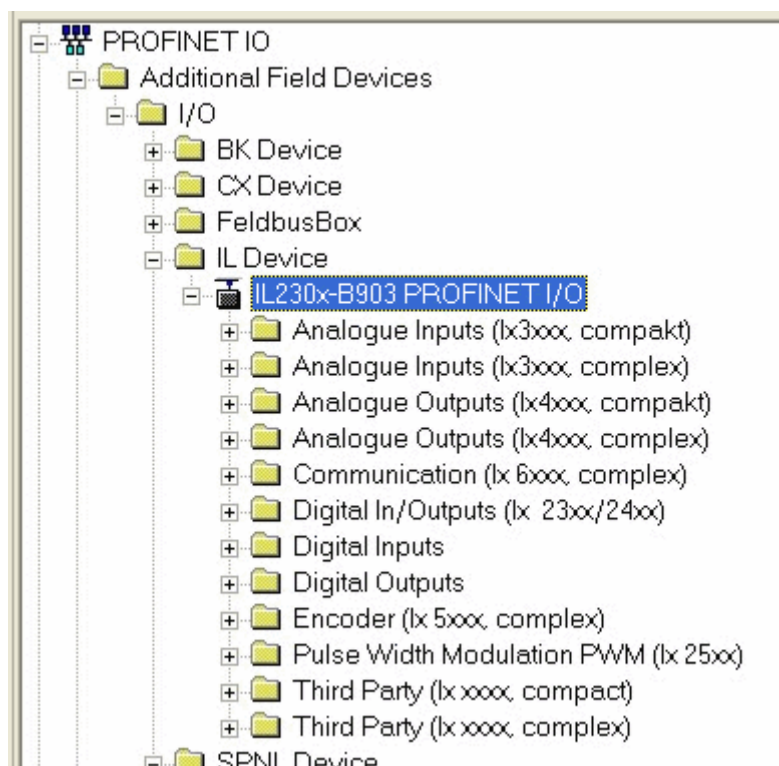 PROFINET IO
Additional Field Devices
I/O
BK Device
CX Device
FeldbusBox
IL Device
IL230x-B903 PROFINET I/O
Analogue Inputs (Ix3xxx, compakt)
Analogue Inputs (Ix3xxx, complex)
Analogue Outputs (Ix4xxx, compakt)
Analogue Outputs (Ix4xxx, complex)
Communication (Ix 6xxx, complex)
Digital In/Outputs (Ix  23xx/24xx)
Digital Inputs
Digital Outputs
Encoder (Ix 5xxx, complex)
Pulse Width Modulation PWM (Ix 25xx)
Third Party (Ix xxxx, compact)
Third Party (Ix xxxx, complex)
SPNL Device